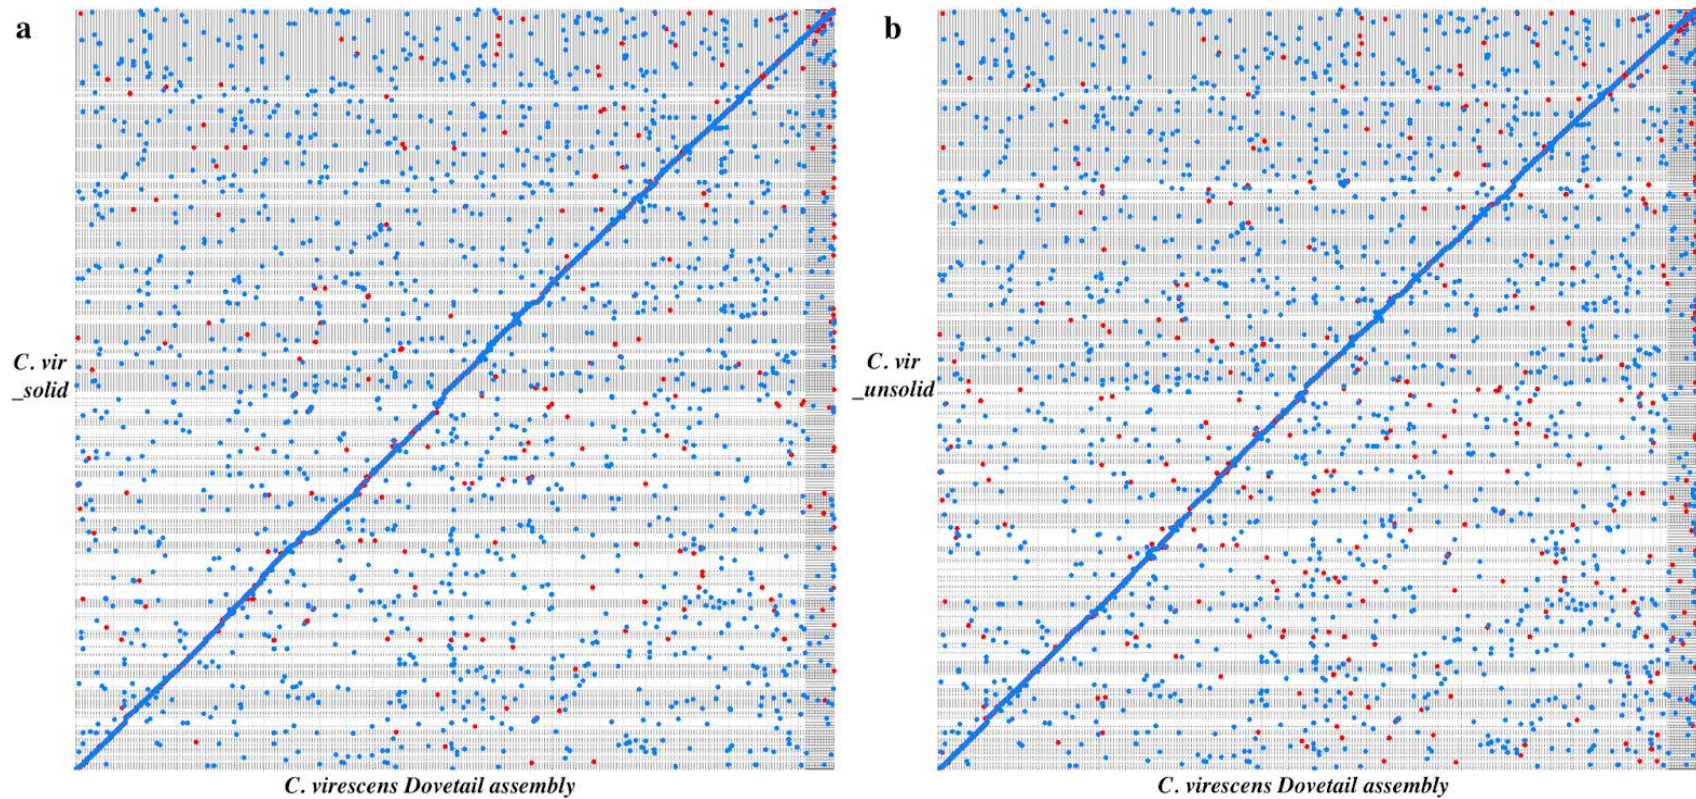 a
C. vir
_solid
C. virescens Dovetail assembly
b
C. vir
_unsolid
C. virescens Dovetail assembly